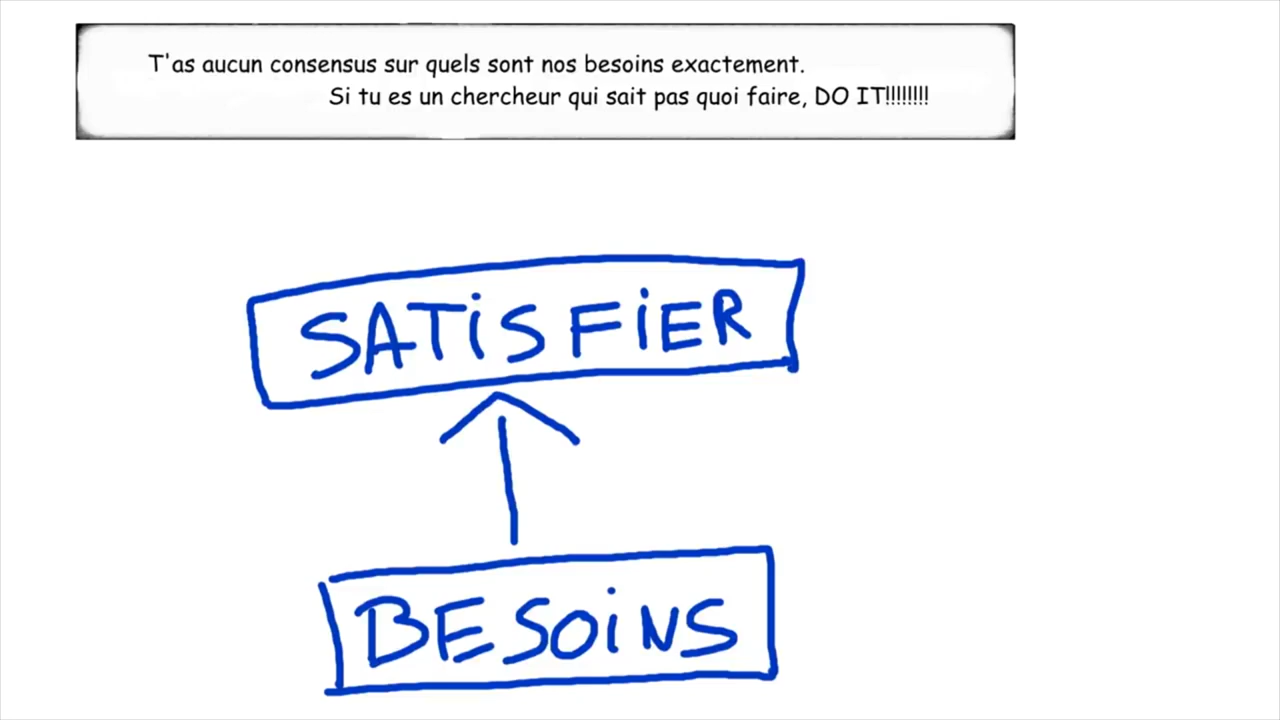 T'as aucun consensus sur quels sont nos besoins exactement.
Si tu es un chercheur qui sait pas quoi faire, DO IT!!!!!!!!
SATiSFiER
BESOiNS